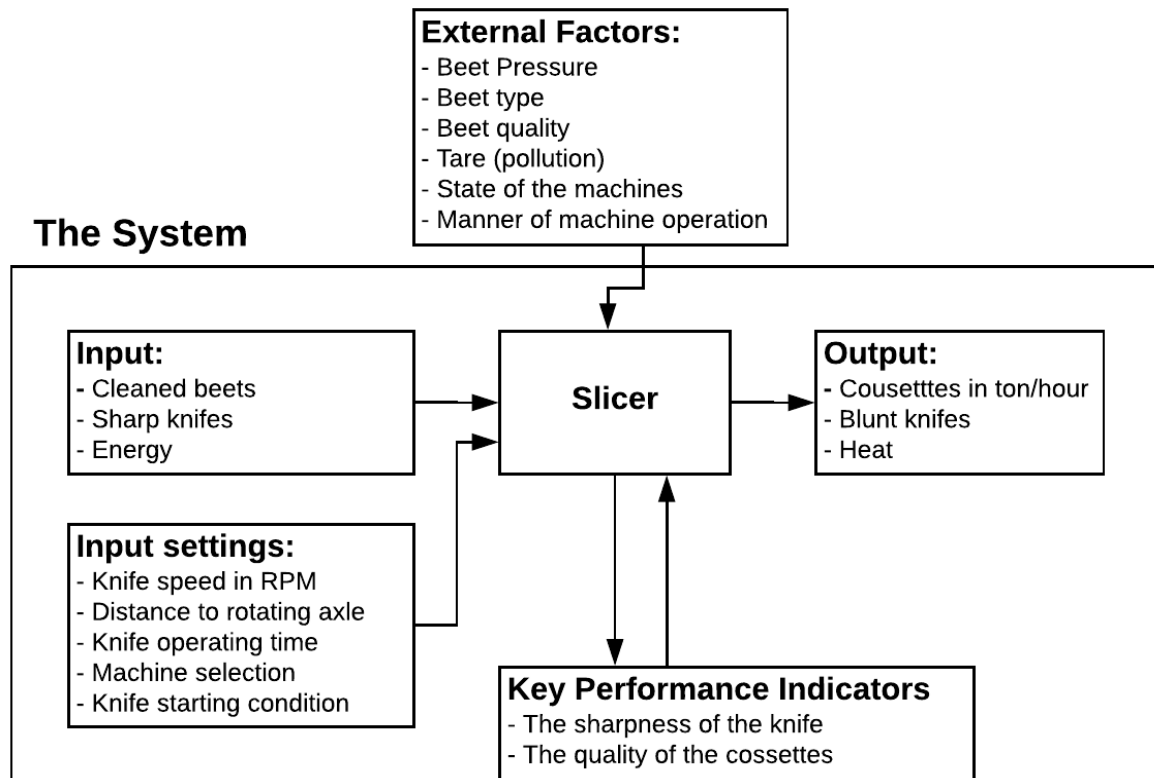 External Factors:
- Beet Pressure
- Beet type
- Beet quality
- Tare (pollution)
- State of the machines
- Manner of machine operation
The System
Input:
- Cleaned beets
- Sharp knifes
- Energy
Slicer
Output:
- Cousetttes in ton/hour
- Blunt knifes
- Heat
Input settings:
- Knife speed in RPM
- Distance to rotating axle
- Knife operating time
- Machine selection
- Knife starting condition
Key Performance Indicators
- The sharpness of the knife
- The quality of the cossettes